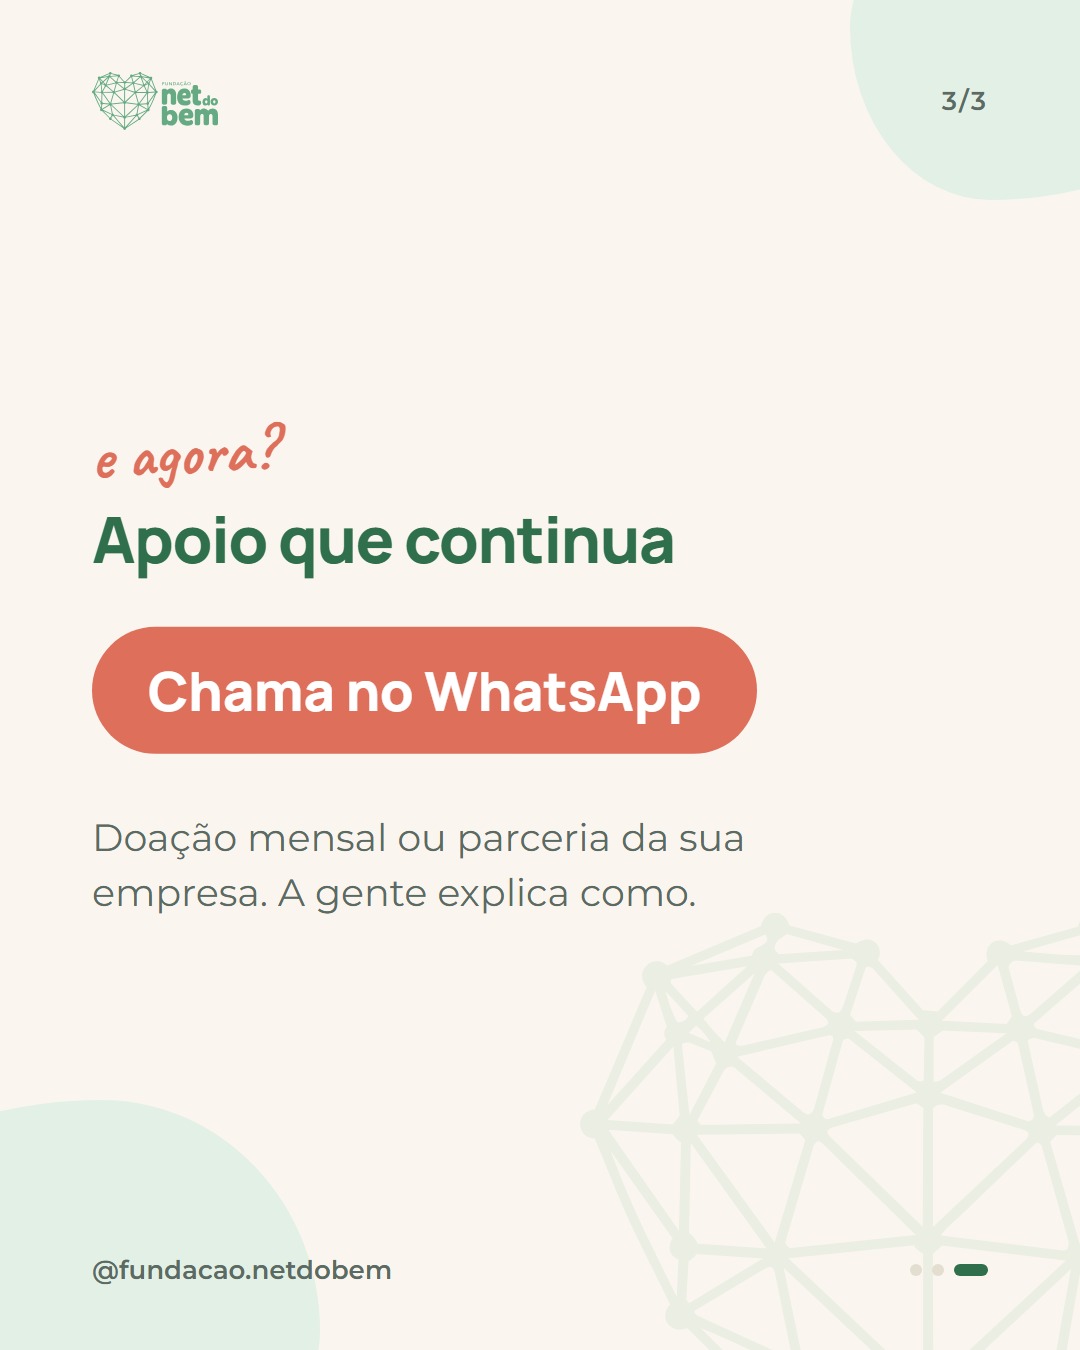 FUNDAÇÃO
net do
bem
3/3
e agora?
Apoio que continua
Chama no WhatsApp
Doação mensal ou parceria da sua
empresa. A gente explica como.
@fundacao.netdobem